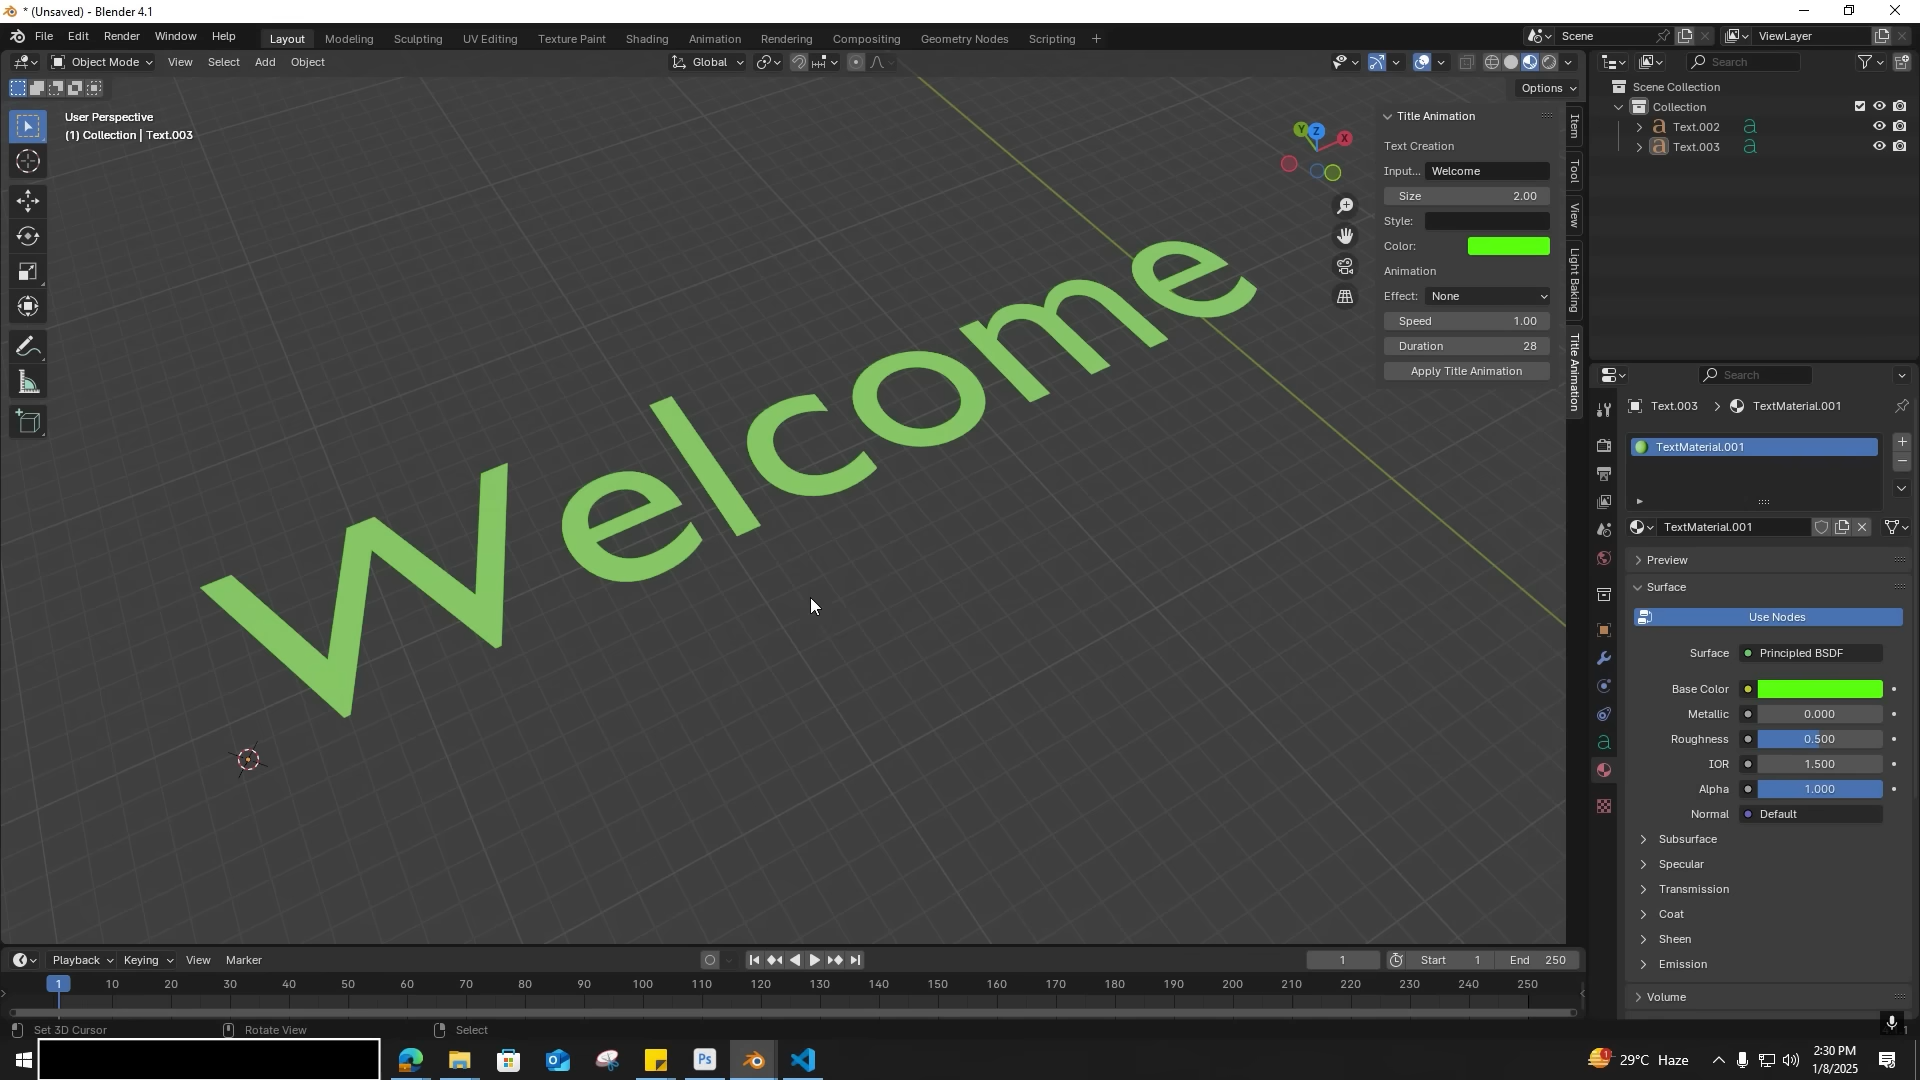 * (Unsaved) - Blender 4.1
File Edit Render Window Help
Layout Modeling Sculpting UV Editing Texture Paint Shading Animation Rendering Compositing Geometry Nodes Scripting +
Scene
ViewLayer
Object Mode View Select Add Object
Global
Search
Options
User Perspective
(1) Collection | Text.003
Welcome
Y Z X
Title Animation
Text Creation
Input... Welcome
Size 2.00
Style:
Color:
Animation
Effect: None
Speed 1.00
Duration 28
Apply Title Animation
Item
Tool
View
Light Baking
Title Animation
Scene Collection
Collection
Text.002
Text.003
Search
Text.003 > TextMaterial.001
TextMaterial.001
TextMaterial.001
Preview
Surface
Use Nodes
Surface Principled BSDF
Base Color
Metallic 0.000
Roughness 0.500
IOR 1.500
Alpha 1.000
Normal Default
Subsurface
Specular
Transmission
Coat
Sheen
Emission
Volume
Playback Keying View Marker
1
Start 1 End 250
1 10 20 30 40 50 60 70 80 90 100 110 120 130 140 150 160 170 180 190 200 210 220 230 240 250
Set 3D Cursor
Rotate View
Select
Ps
1
29°C Haze
2:30 PM
1/8/2025